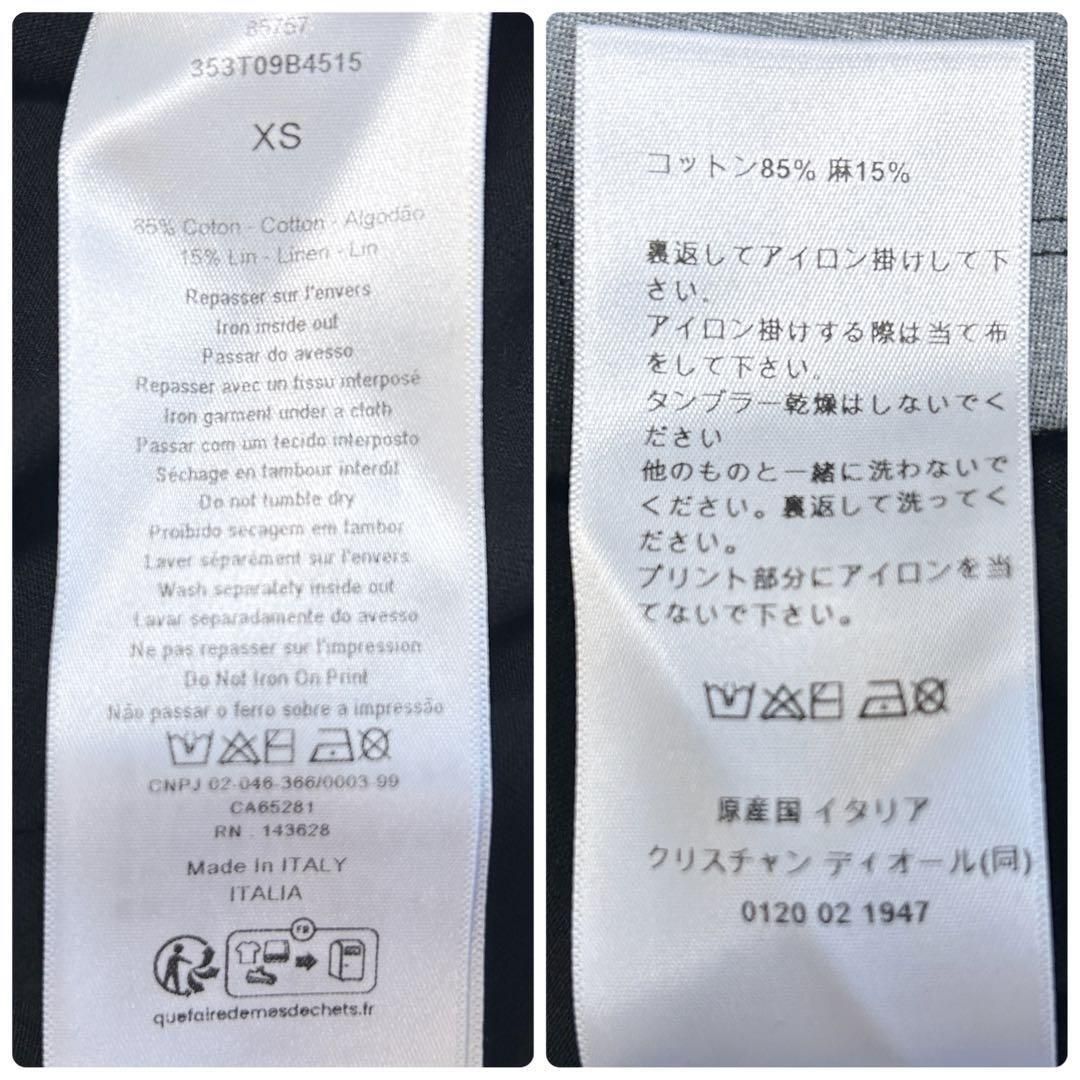 85767
353T09B4515
XS
85% Coton - Cotton - Algodão
15% Lin - Linen - Lin
Repasser sur l'envers
Iron inside out
Passar do avesso
Repasser avec un tissu interposé
Iron garment under a cloth
Passar com um tecido interposto
Séchage en tambour interdit
Do not tumble dry
Proibido secagem em tambor
Laver séparément sur l'envers
Wash separately inside out
Lavar separadamente do avesso
Ne pas repasser sur l'impression
Do Not Iron On Print
Não passar o ferro sobre a impressão
CNPJ 02-046-366/0003-99
CA65281
RN . 143628
Made in ITALY
ITALIA
FR
quefairedemesdechets.fr
コットン85% 麻15%
裏返してアイロン掛けして下
さい.
アイロン掛けする際は当て布
をして下さい.
タンブラー乾燥はしないでく
ださい
他のものと一緒に洗わないで
ください。裏返して洗ってく
ださい。
プリント部分にアイロンを当
てないで下さい。
原産国 イタリア
クリスチャン ディオール(同)
0120 02 1947